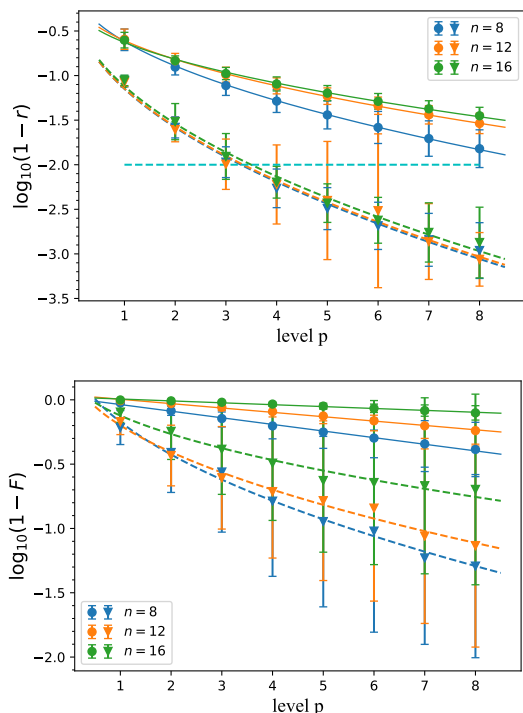 −0.5
−1.0
−1.5
−2.0
−2.5
−3.0
−3.5
log₁₀(1 − r)
n = 8
n = 12
n = 16
1 2 3 4 5 6 7 8
level p
0.0
−0.5
−1.0
−1.5
−2.0
log₁₀(1 − F)
n = 8
n = 12
n = 16
1 2 3 4 5 6 7 8
level p